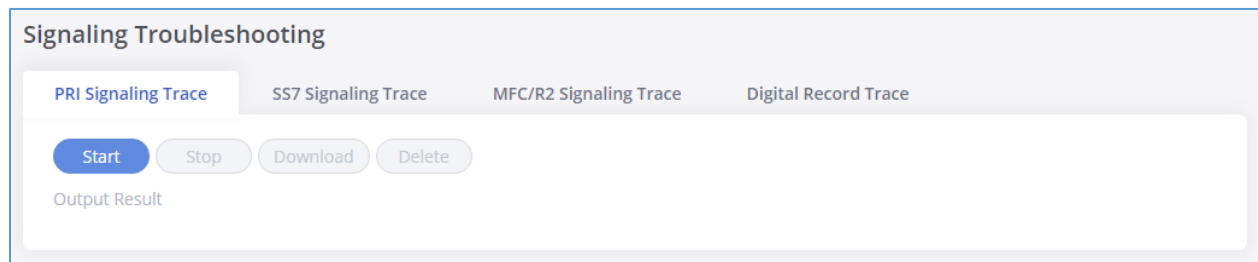 Signaling Troubleshooting
PRI Signaling Trace SS7 Signaling Trace MFC/R2 Signaling Trace Digital Record Trace
Start Stop Download Delete
Output Result